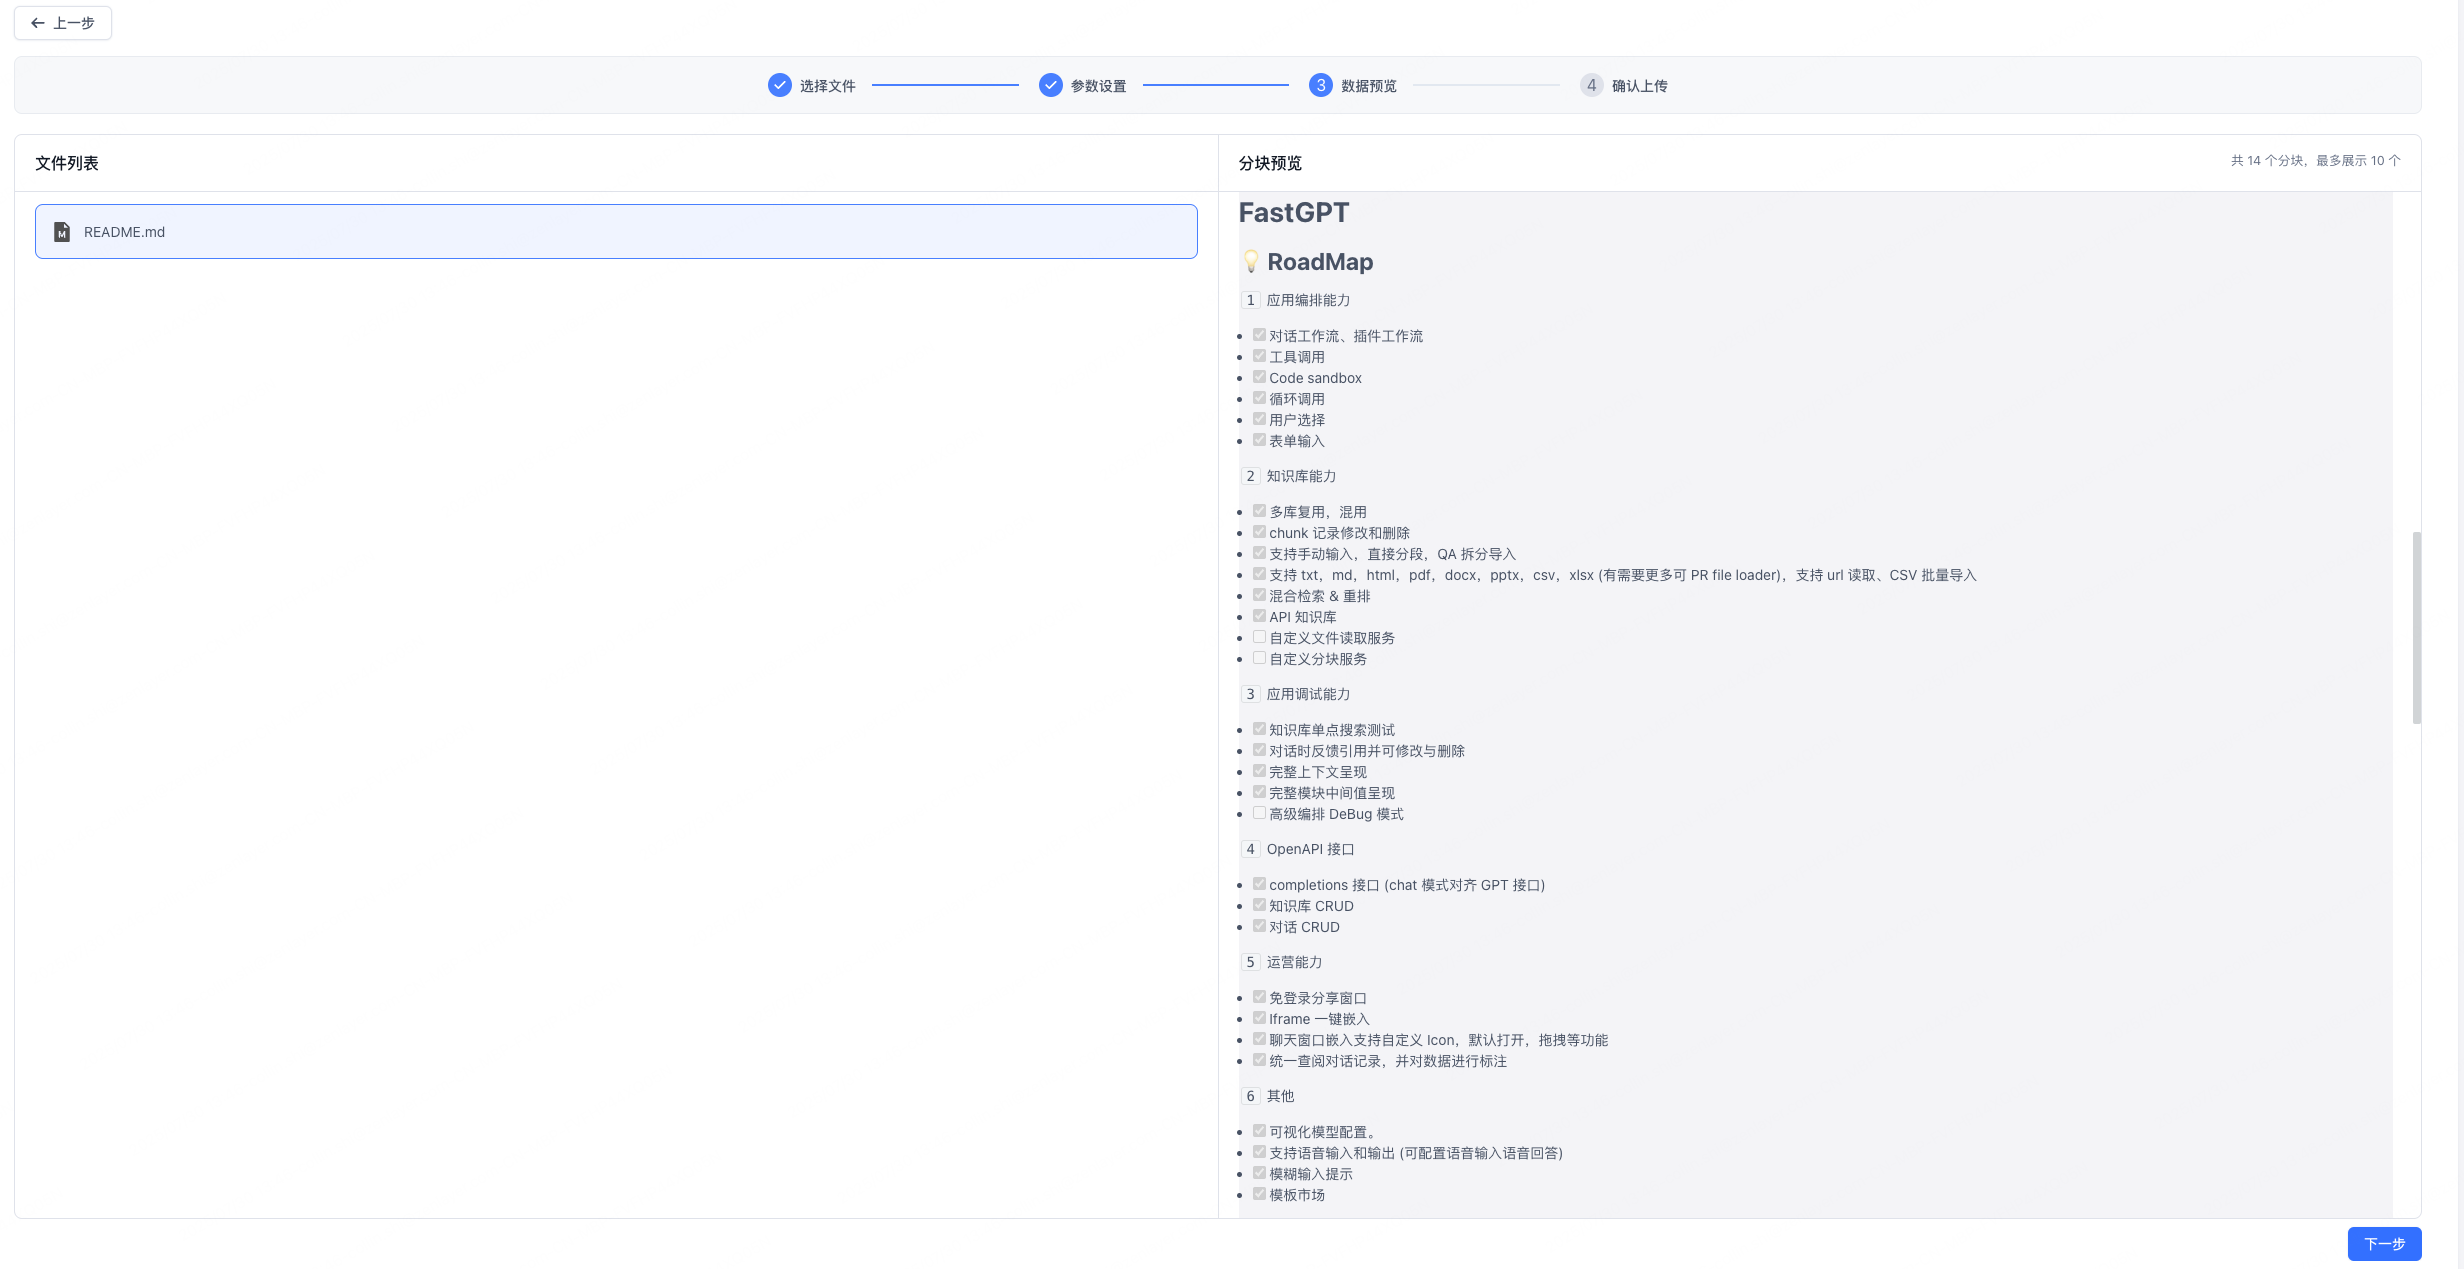 上一步
选择文件
参数设置
3 数据预览
4 确认上传
文件列表
README.md
分块预览
共 14 个分块，最多展示 10 个
FastGPT
💡 RoadMap
1 应用编排能力
对话工作流、插件工作流
工具调用
Code sandbox
循环调用
用户选择
表单输入
2 知识库能力
多库复用，混用
chunk 记录修改和删除
支持手动输入，直接分段，QA 拆分导入
支持 txt，md，html，pdf，docx，pptx，csv，xlsx (有需要更多可 PR file loader)，支持 url 读取、CSV 批量导入
混合检索 & 重排
API 知识库
自定义文件读取服务
自定义分块服务
3 应用调试能力
知识库单点搜索测试
对话时反馈引用并可修改与删除
完整上下文呈现
完整模块中间值呈现
高级编排 DeBug 模式
4 OpenAPI 接口
completions 接口 (chat 模式对齐 GPT 接口)
知识库 CRUD
对话 CRUD
5 运营能力
免登录分享窗口
Iframe 一键嵌入
聊天窗口嵌入支持自定义 Icon，默认打开，拖拽等功能
统一查阅对话记录，并对数据进行标注
6 其他
可视化模型配置。
支持语音输入和输出 (可配置语音输入语音回答)
模糊输入提示
模板市场
下一步